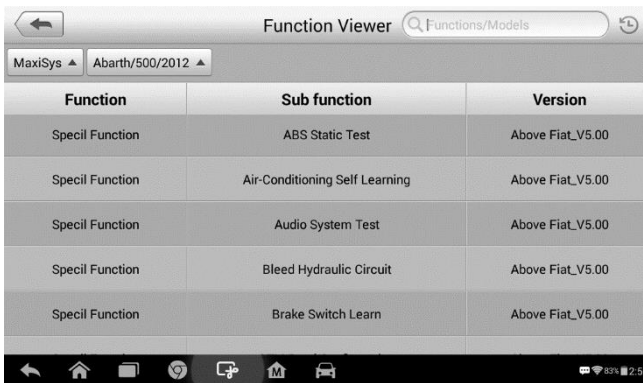 Function Viewer Functions/Models
MaxiSys ▲ Abarth/500/2012 ▲
Function Sub function Version
Specil Function ABS Static Test Above Fiat_V5.00
Specil Function Air-Conditioning Self Learning Above Fiat_V5.00
Specil Function Audio System Test Above Fiat_V5.00
Specil Function Bleed Hydraulic Circuit Above Fiat_V5.00
Specil Function Brake Switch Learn Above Fiat_V5.00
M 83%